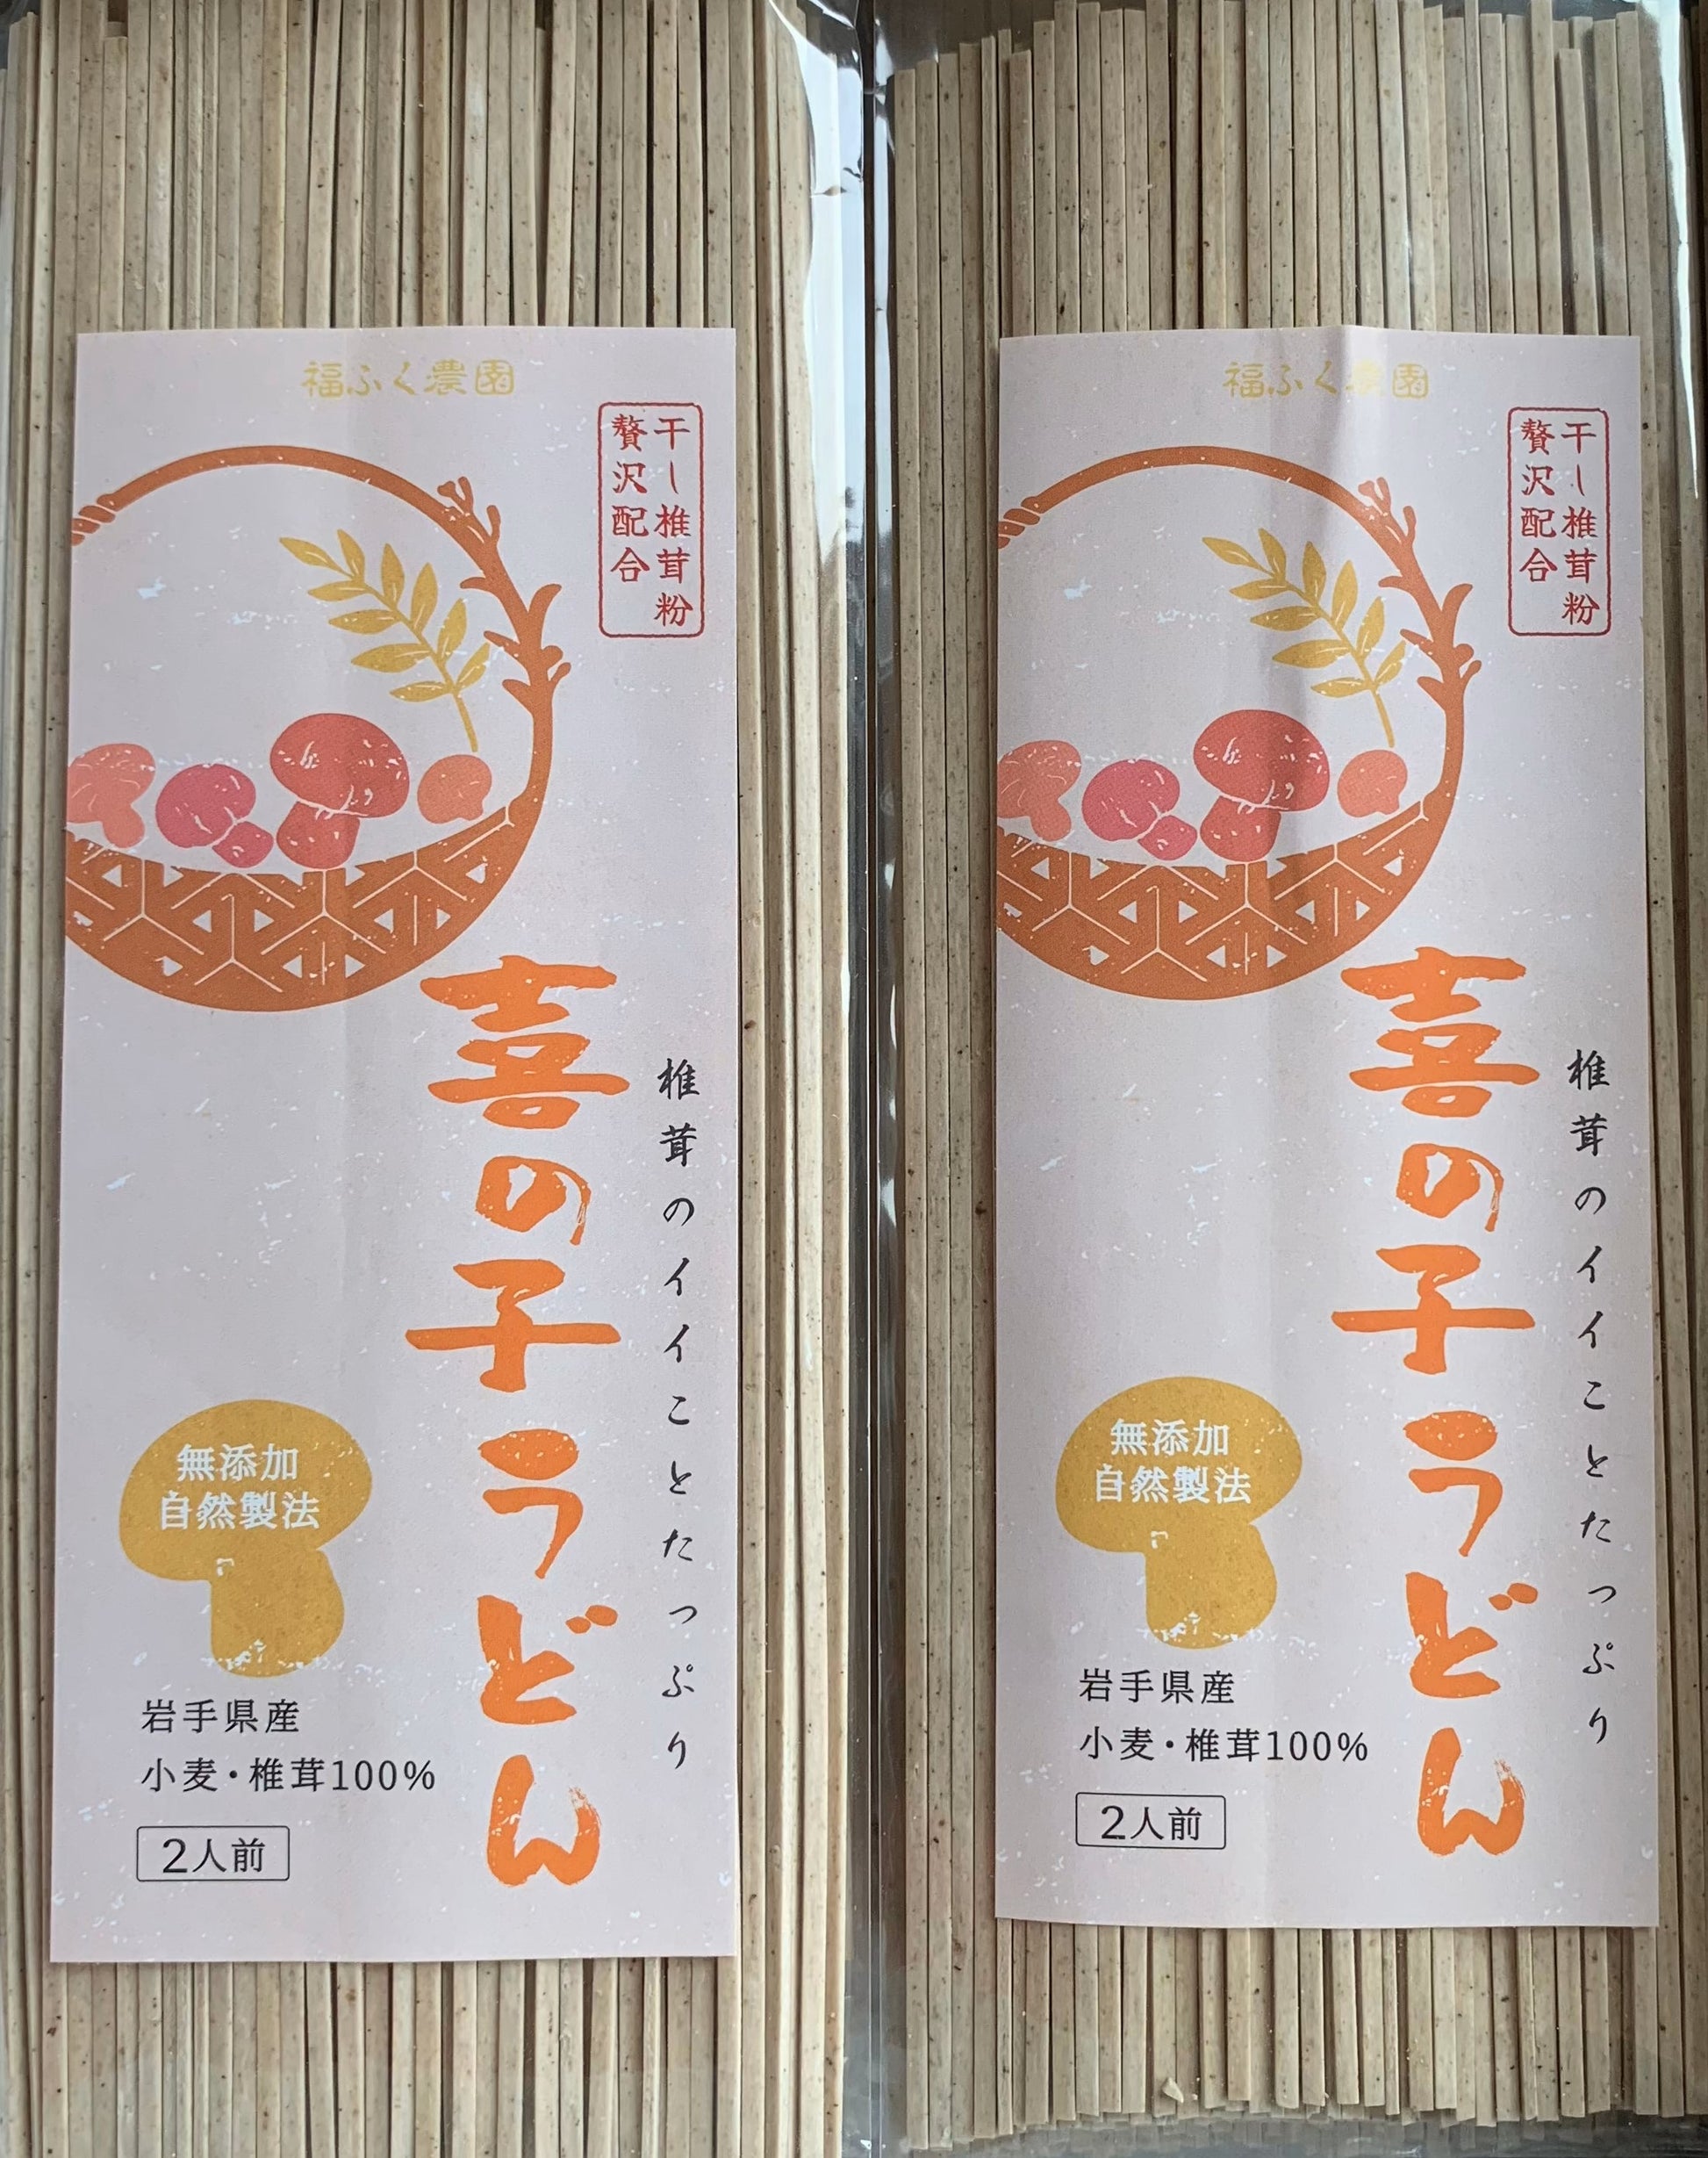 福ふく農園
干し椎茸粉
贅沢配合
椎茸のイイことたっぷり
喜の子うどん
無添加
自然製法
岩手県産
小麦・椎茸100%
2人前
福ふく農園
干し椎茸粉
贅沢配合
椎茸のイイことたっぷり
喜の子うどん
無添加
自然製法
岩手県産
小麦・椎茸100%
2人前